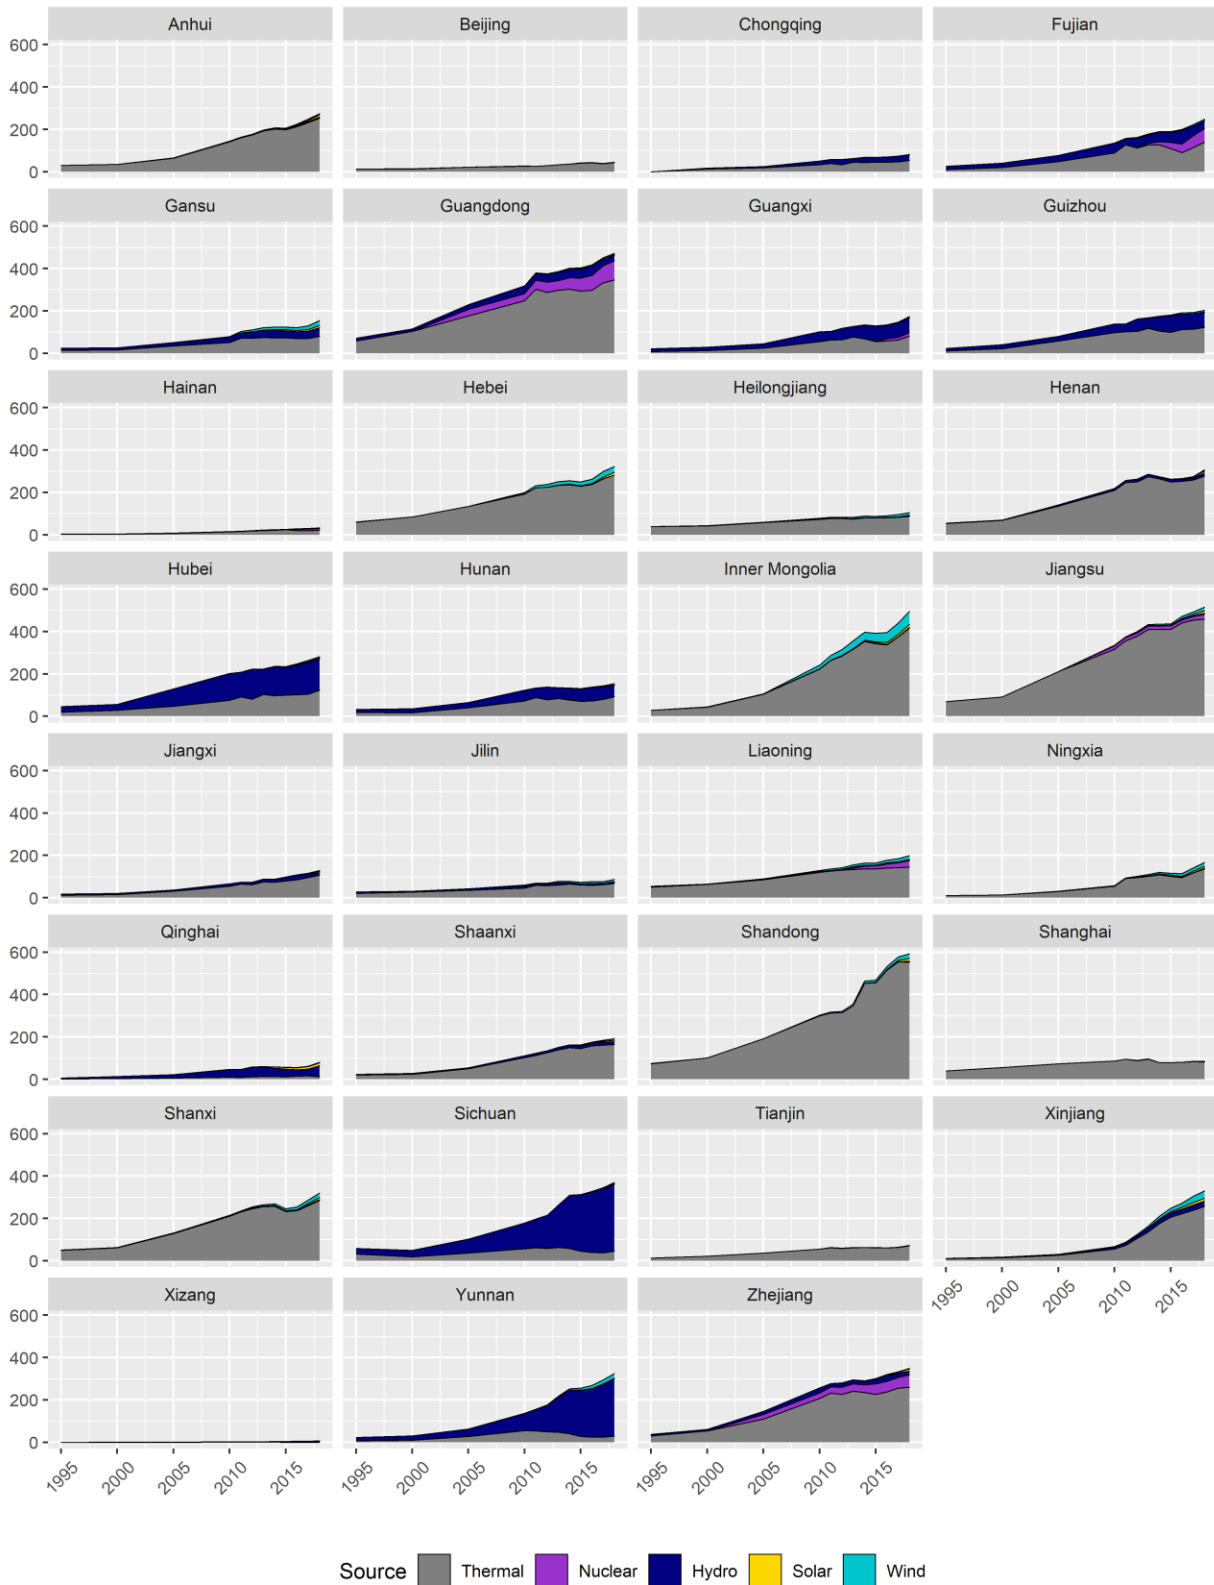 Anhui Beijing Chongqing Fujian
600
400
200
0
Gansu Guangdong Guangxi Guizhou
600
400
200
0
Hainan Hebei Heilongjiang Henan
600
400
200
0
Hubei Hunan Inner Mongolia Jiangsu
600
400
200
0
Jiangxi Jilin Liaoning Ningxia
600
400
200
0
Qinghai Shaanxi Shandong Shanghai
600
400
200
0
Shanxi Sichuan Tianjin Xinjiang
600
400
200
0
1995 2000 2005 2010 2015
Xizang Yunnan Zhejiang
600
400
200
0
1995 2000 2005 2010 2015 1995 2000 2005 2010 2015 1995 2000 2005 2010 2015
Source Thermal Nuclear Hydro Solar Wind